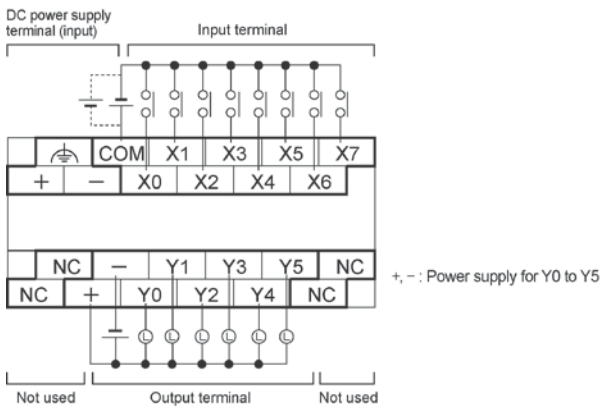 DC power supply
terminal (input)
Input terminal
COM X1 X3 X5 X7
+ − X0 X2 X4 X6
NC − Y1 Y3 Y5 NC
NC + Y0 Y2 Y4 NC
+, − : Power supply for Y0 to Y5
L L L L L L
Not used Output terminal Not used